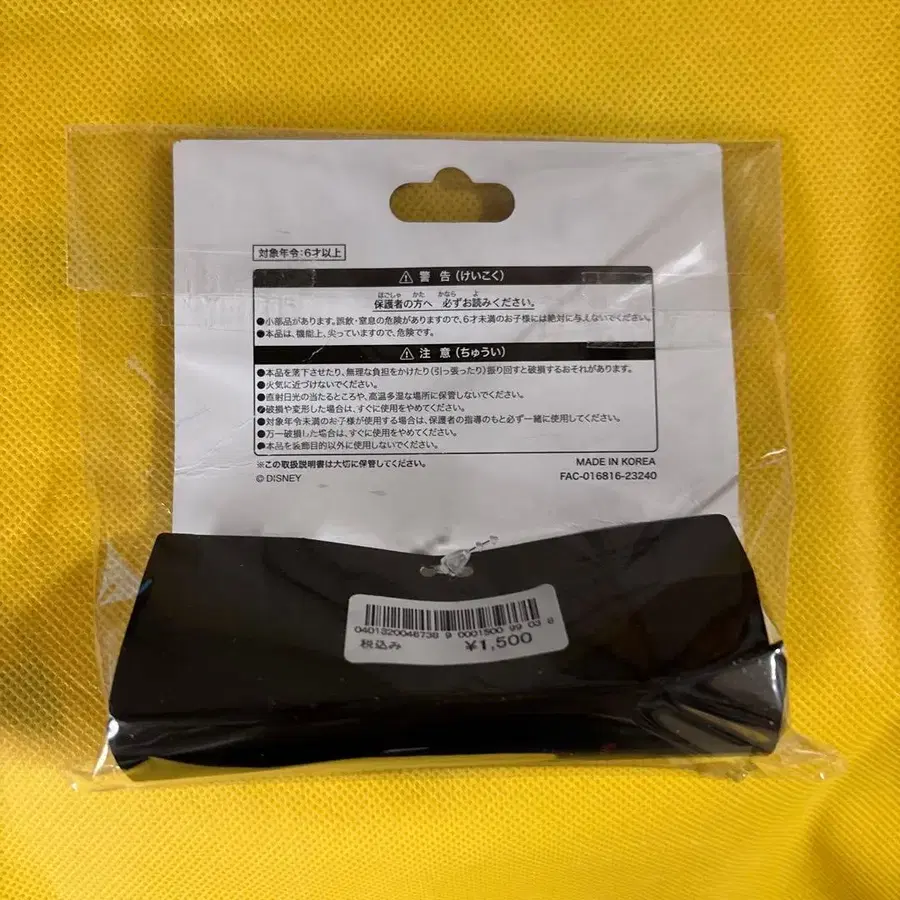 対象年令:6才以上
⚠ 警 告 (けいこく)
ほごしゃ かた かなら よ
保護者の方へ 必ずお読みください。
●小部品があります。誤飲・窒息の危険がありますので、6才未満のお子様には絶対に与えないでください。
●本品は、機能上、尖っていますので、危険です。
⚠ 注 意 (ちゅうい)
●本品を落下させたり、無理な負担をかけたり(引っ張ったり)振り回すと破損するおそれがあります。
●火気に近づけないでください。
●直射日光の当たるところや、高温多湿な場所に保管しないでください。
●破損や変形した場合は、すぐに使用をやめてください。
●対象年令未満のお子様が使用する場合は、保護者の指導のもと必ず一緒に使用してください。
●万一破損した場合は、すぐに使用をやめてください。
●本品を装飾目的以外に使用しないでください。
※この取扱説明書は大切に保管してください。
MADE IN KOREA
© DISNEY
FAC-016816-23240
0401320046738 9 0001500 99 03 8
税込み ¥1,500